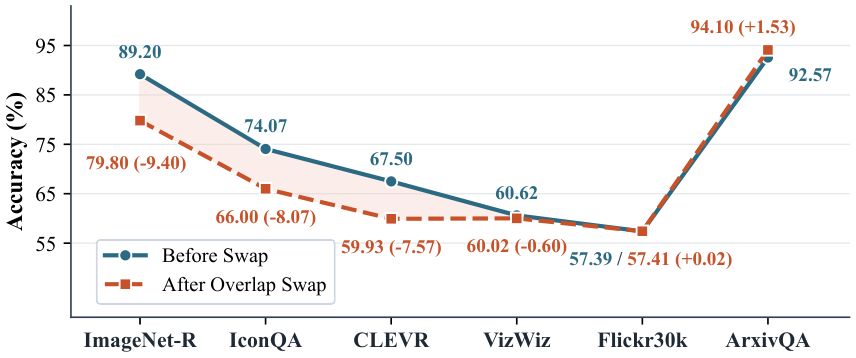 Accuracy (%)
95
85
75
65
55
89.20
74.07
67.50
60.62
92.57
79.80 (-9.40)
66.00 (-8.07)
59.93 (-7.57)
60.02 (-0.60)
57.39 / 57.41 (+0.02)
94.10 (+1.53)
Before Swap
After Overlap Swap
ImageNet-R
IconQA
CLEVR
VizWiz
Flickr30k
ArxivQA